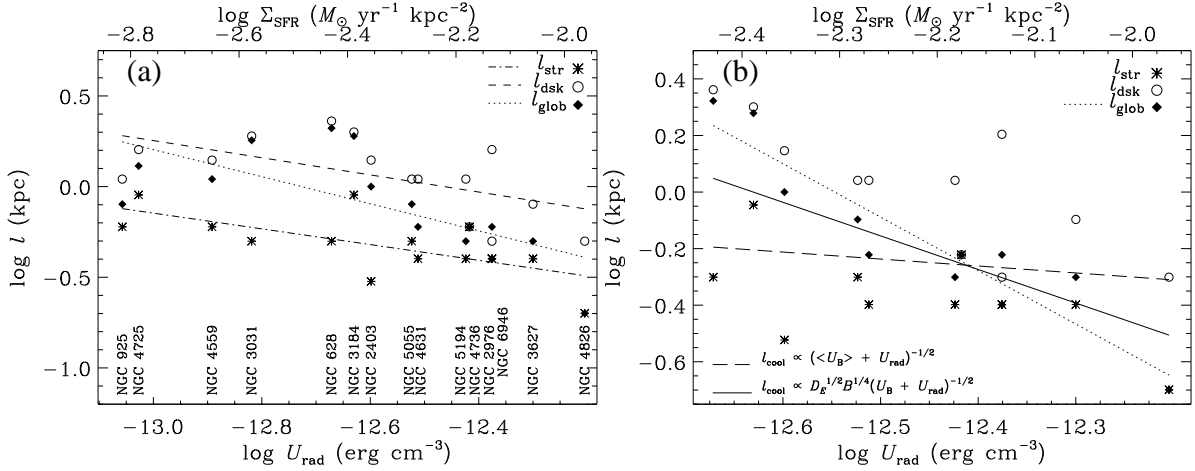 log Σ_SFR (M_⊙ yr⁻¹ kpc⁻²)
−2.8 −2.6 −2.4 −2.2 −2.0
(a)
l_str
l_dsk
l_glob
0.5
0.0
−0.5
−1.0
log l (kpc)
NGC 925
NGC 4725
NGC 4559
NGC 3031
NGC 628
NGC 3184
NGC 2403
NGC 5055
NGC 4631
NGC 5194
NGC 4736
NGC 2976
NGC 6946
NGC 3627
NGC 4826
−13.0 −12.8 −12.6 −12.4
log U_rad (erg cm⁻³)
log Σ_SFR (M_⊙ yr⁻¹ kpc⁻²)
−2.4 −2.3 −2.2 −2.1 −2.0
(b)
l_str
l_dsk
l_glob
0.4
0.2
0.0
−0.2
−0.4
−0.6
log l (kpc)
l_cool ∝ (<U_B> + U_rad)^−1/2
l_cool ∝ D_E^1/2 B^1/4 (U_B + U_rad)^−1/2
−12.6 −12.5 −12.4 −12.3
log U_rad (erg cm⁻³)